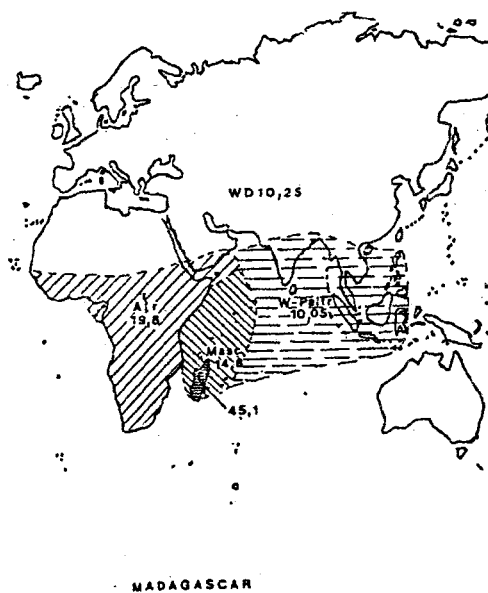 WD10,25
Afr
19,8
W-Paltr.
10,05
Masc.
14,8
45,1
MADAGASCAR